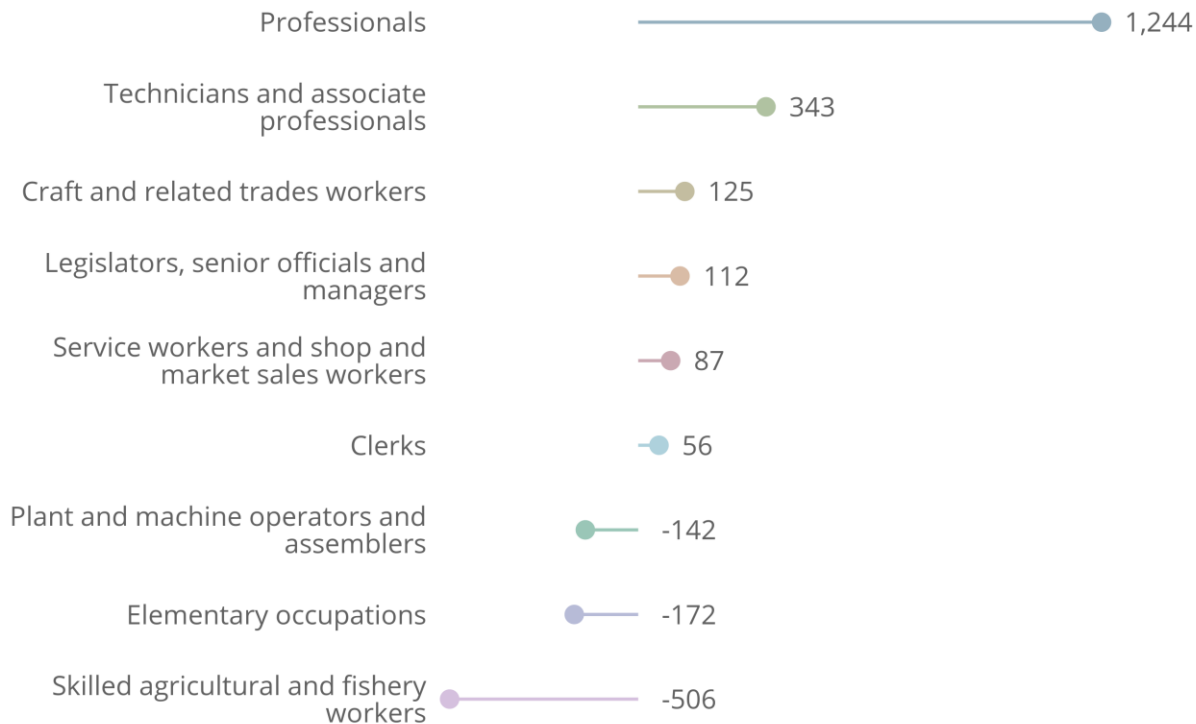 Professionals
1,244
Technicians and associate
professionals
343
Craft and related trades workers
125
Legislators, senior officials and
managers
112
Service workers and shop and
market sales workers
87
Clerks
56
Plant and machine operators and
assemblers
-142
Elementary occupations
-172
Skilled agricultural and fishery
workers
-506